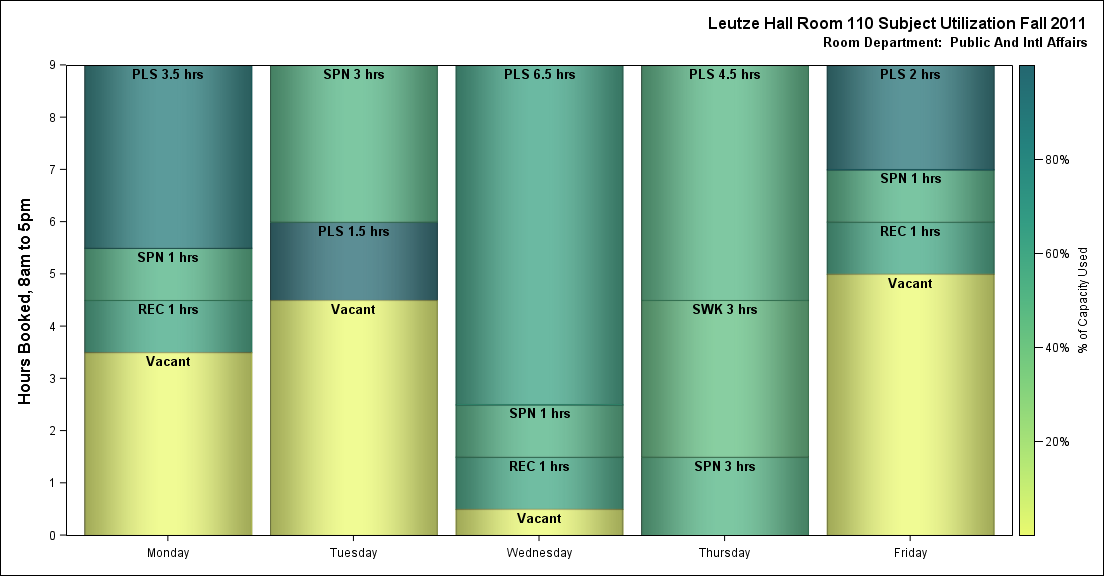 Leutze Hall Room 110 Subject Utilization Fall 2011
Room Department:  Public And Intl Affairs
Hours Booked, 8am to 5pm
9
8
7
6
5
4
3
2
1
0
PLS 3.5 hrs
SPN 1 hrs
REC 1 hrs
Vacant
Monday
SPN 3 hrs
PLS 1.5 hrs
Vacant
Tuesday
PLS 6.5 hrs
SPN 1 hrs
REC 1 hrs
Vacant
Wednesday
PLS 4.5 hrs
SWK 3 hrs
SPN 3 hrs
Thursday
PLS 2 hrs
SPN 1 hrs
REC 1 hrs
Vacant
Friday
80%
60%
40%
20%
% of Capacity Used